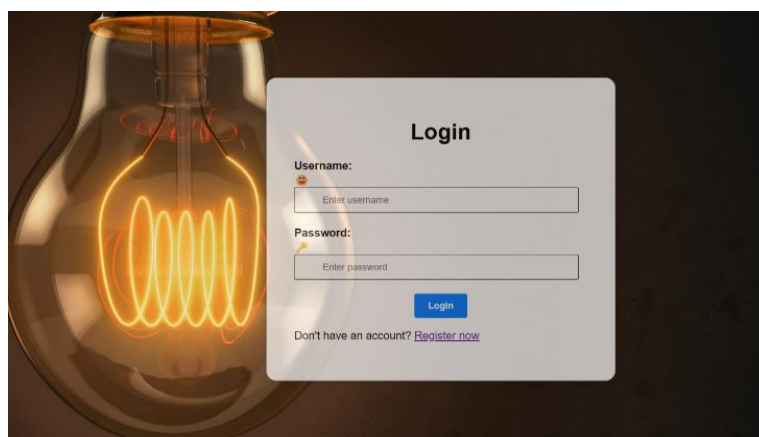 Login
Username:
😃
Enter username
Password:
🔑
Enter password
Login
Don't have an account? Register now